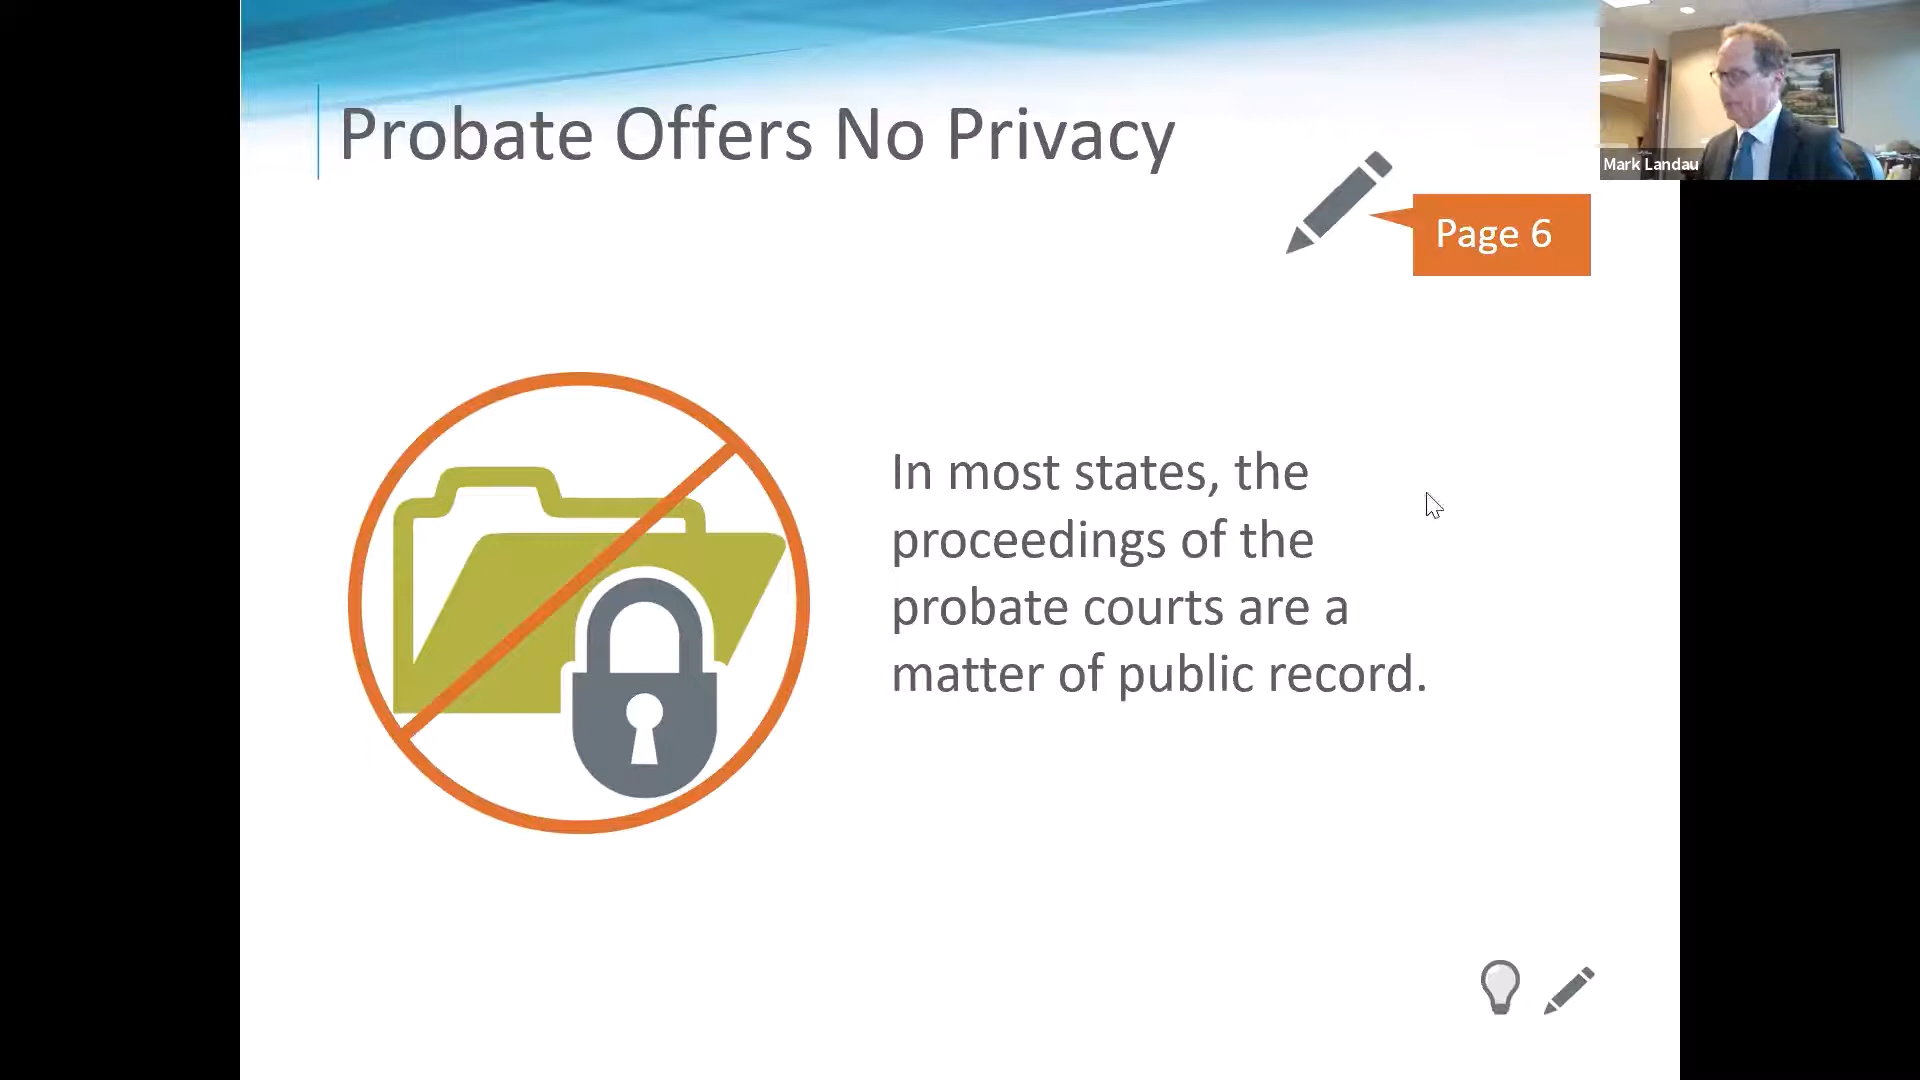 Probate Offers No Privacy
Mark Landau
Page 6
In most states, the
proceedings of the
probate courts are a
matter of public record.